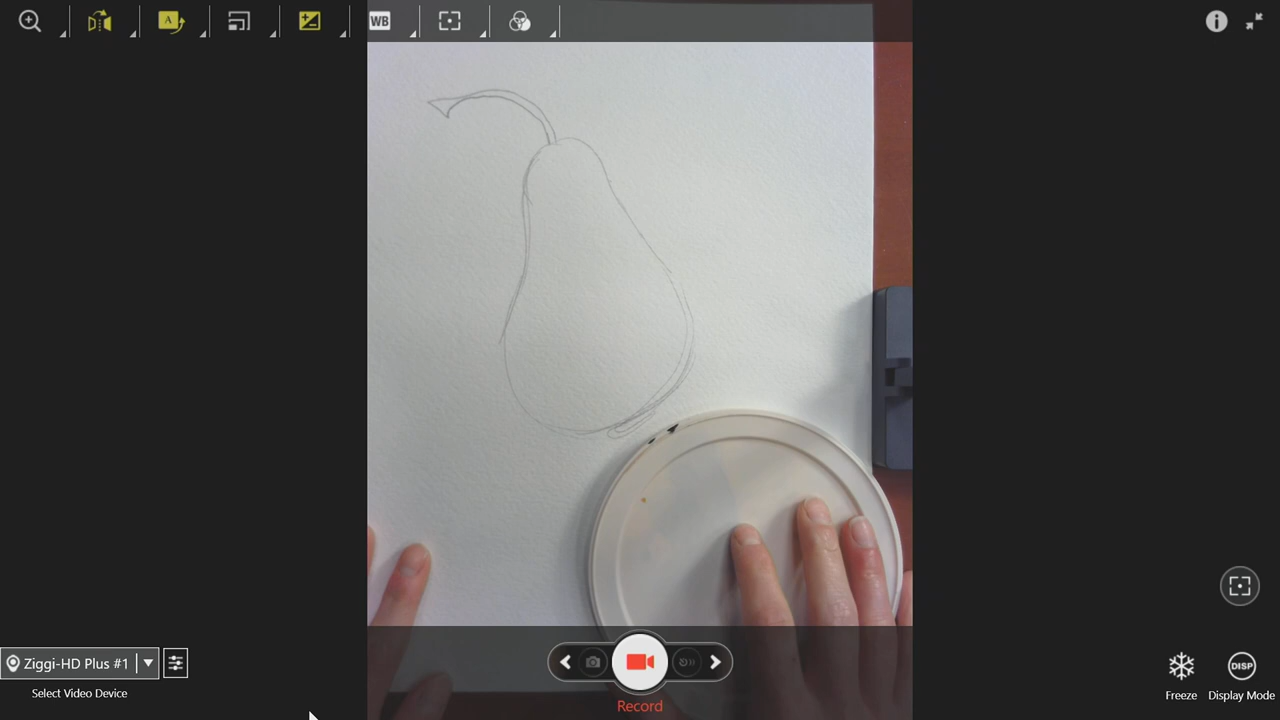 A
WB
Ziggi-HD Plus #1
Select Video Device
Record
Freeze
DISP
Display Mode